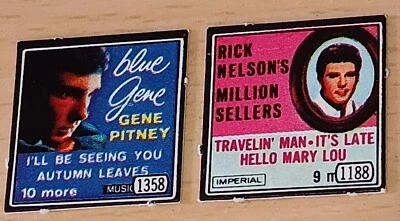 blue
Gene
GENE
PITNEY
I'LL BE SEEING YOU
AUTUMN LEAVES
10 more MUSIC 1358
RICK
NELSON'S
MILLION
SELLERS
TRAVELIN' MAN•IT'S LATE
HELLO MARY LOU
IMPERIAL 9 m 1188